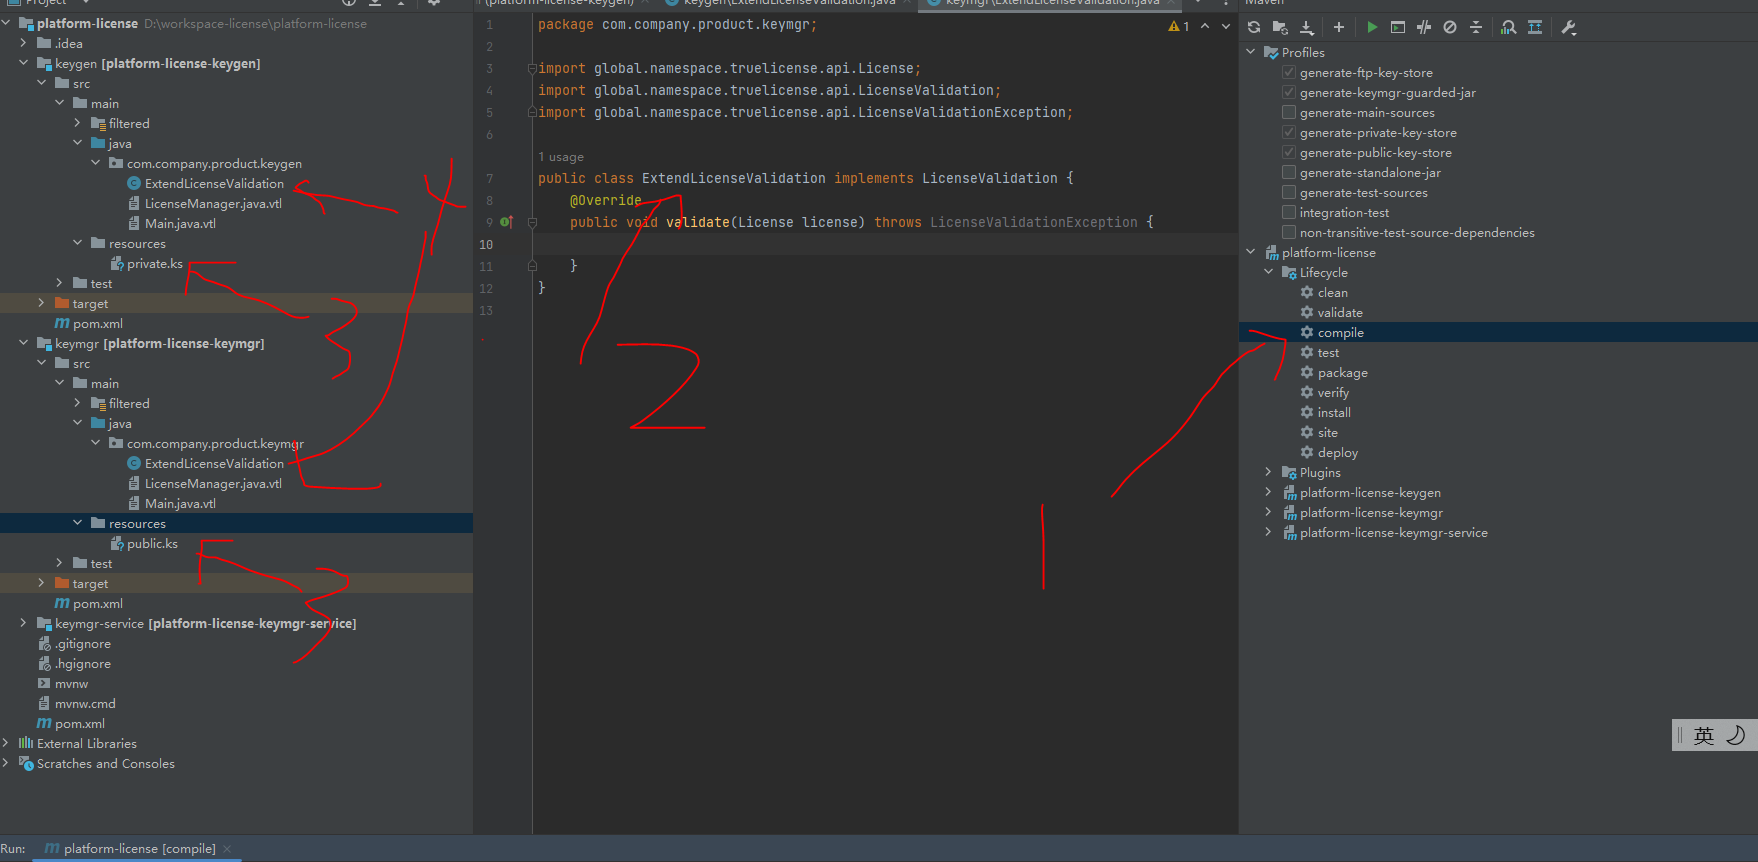 Project
platform-license D:\workspace-license\platform-license
.idea
keygen [platform-license-keygen]
src
main
filtered
java
com.company.product.keygen
ExtendLicenseValidation
LicenseManager.java.vtl
Main.java.vtl
resources
private.ks
test
target
pom.xml
keymgr [platform-license-keymgr]
src
main
filtered
java
com.company.product.keymgr
ExtendLicenseValidation
LicenseManager.java.vtl
Main.java.vtl
resources
public.ks
test
target
pom.xml
keymgr-service [platform-license-keymgr-service]
.gitignore
.hgignore
mvnw
mvnw.cmd
pom.xml
External Libraries
Scratches and Consoles
4
3
3
(platform-license-keygen)
keygen\ExtendLicenseValidation.java
keymgr\ExtendLicenseValidation.java
1 package com.company.product.keymgr;
1
2
3 import global.namespace.truelicense.api.License;
4 import global.namespace.truelicense.api.LicenseValidation;
5 import global.namespace.truelicense.api.LicenseValidationException;
6
1 usage
7 public class ExtendLicenseValidation implements LicenseValidation {
8 @Override
9 public void validate(License license) throws LicenseValidationException {
10
11 }
12 }
13
2
1
Maven
Profiles
generate-ftp-key-store
generate-keymgr-guarded-jar
generate-main-sources
generate-private-key-store
generate-public-key-store
generate-standalone-jar
generate-test-sources
integration-test
non-transitive-test-source-dependencies
platform-license
Lifecycle
clean
validate
compile
test
package
verify
install
site
deploy
Plugins
platform-license-keygen
platform-license-keymgr
platform-license-keymgr-service
英
Run: platform-license [compile]